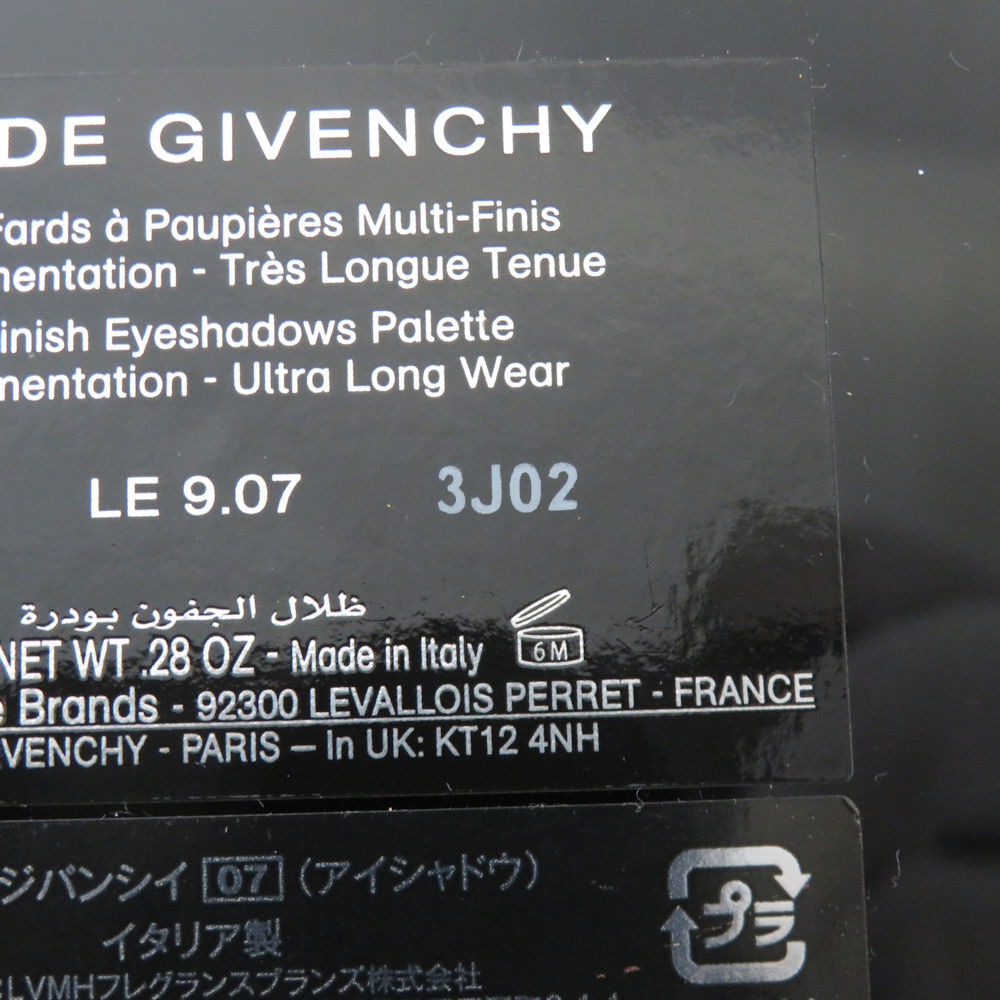 DE GIVENCHY
Fards à Paupières Multi-Finis
mentation - Très Longue Tenue
inish Eyeshadows Palette
mentation - Ultra Long Wear
LE 9.07 3J02
ظلال الجفون بودرة
6M
NET WT .28 OZ - Made in Italy
e Brands - 92300 LEVALLOIS PERRET - FRANCE
VENCHY - PARIS – In UK: KT12 4NH
ジバンシイ 07 (アイシャドウ)
イタリア製
プラ
LVMHフレグランスブランズ株式会社